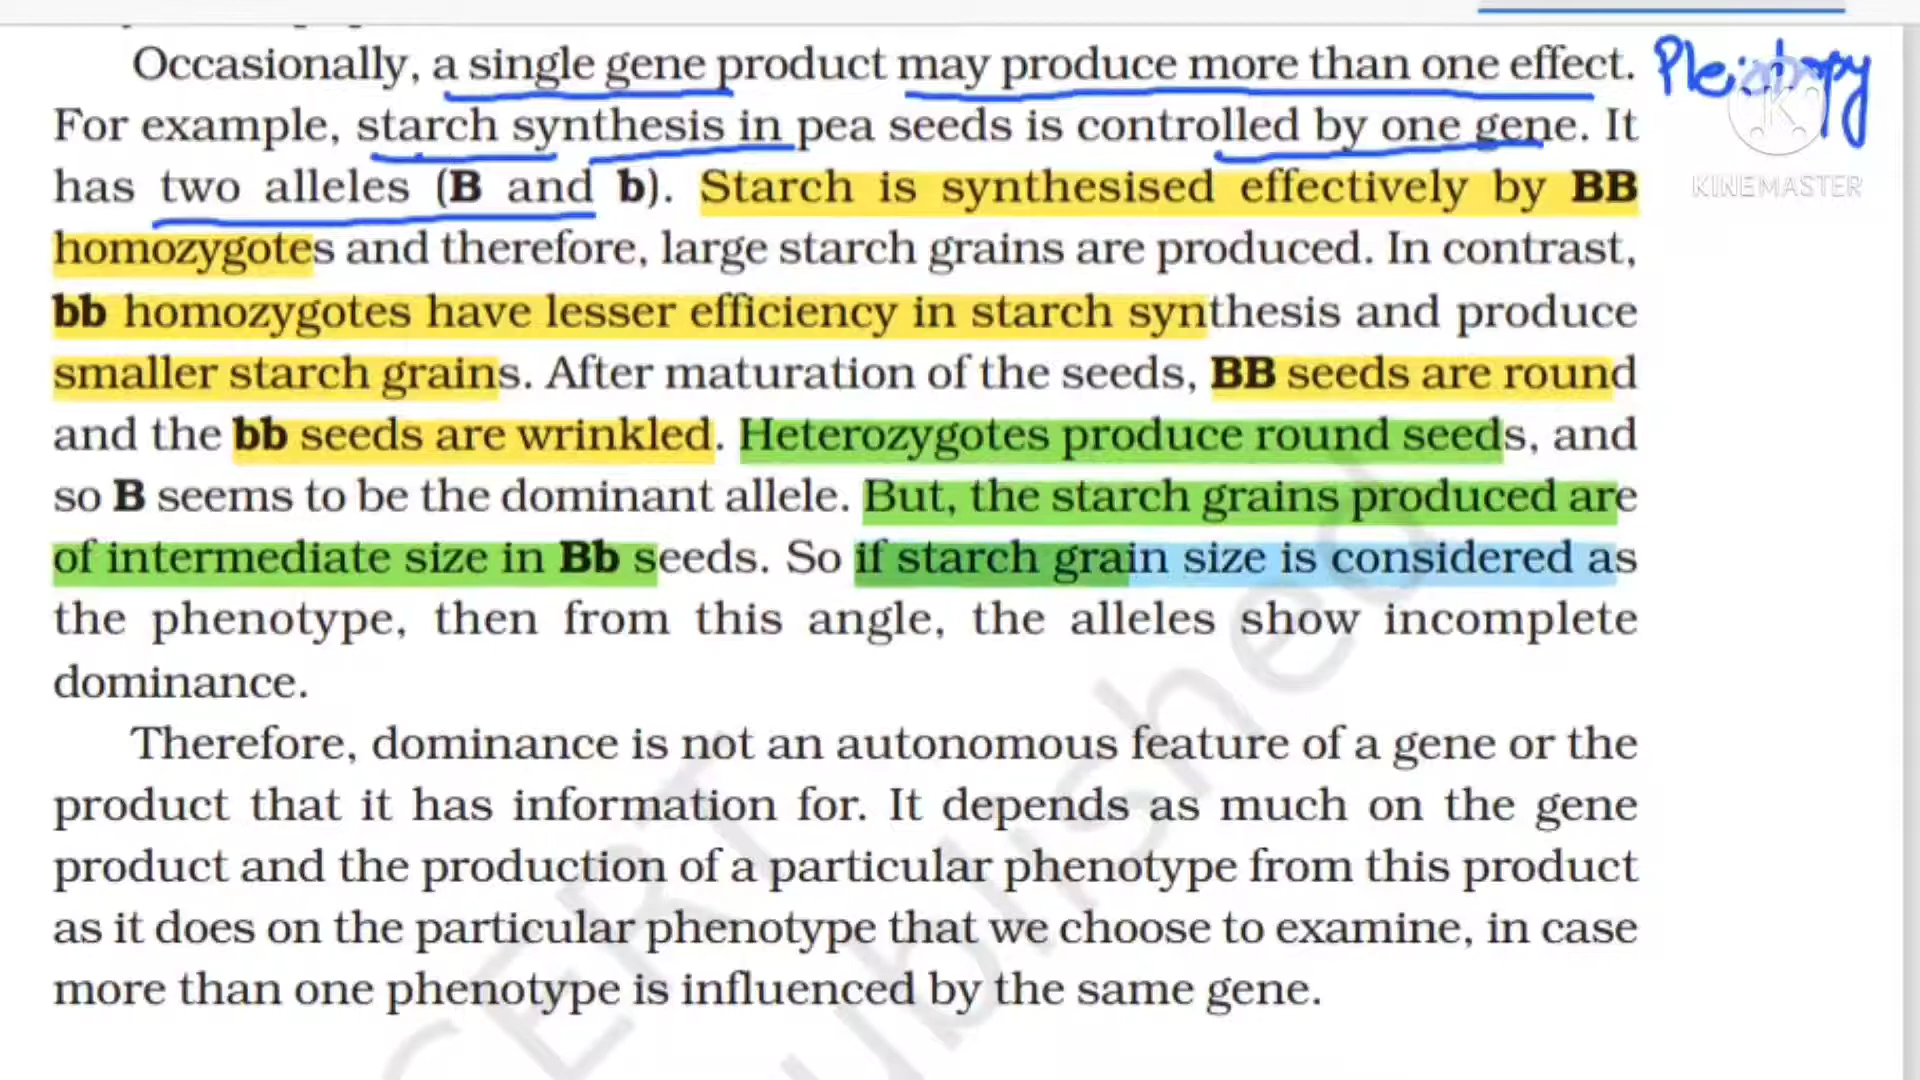 Occasionally, a single gene product may produce more than one effect.
For example, starch synthesis in pea seeds is controlled by one gene. It
has two alleles (B and b). Starch is synthesised effectively by BB
homozygotes and therefore, large starch grains are produced. In contrast,
bb homozygotes have lesser efficiency in starch synthesis and produce
smaller starch grains. After maturation of the seeds, BB seeds are round
and the bb seeds are wrinkled. Heterozygotes produce round seeds, and
so B seems to be the dominant allele. But, the starch grains produced are
of intermediate size in Bb seeds. So if starch grain size is considered as
the phenotype, then from this angle, the alleles show incomplete
dominance.
Therefore, dominance is not an autonomous feature of a gene or the
product that it has information for. It depends as much on the gene
product and the production of a particular phenotype from this product
as it does on the particular phenotype that we choose to examine, in case
more than one phenotype is influenced by the same gene.
K
KINEMASTER